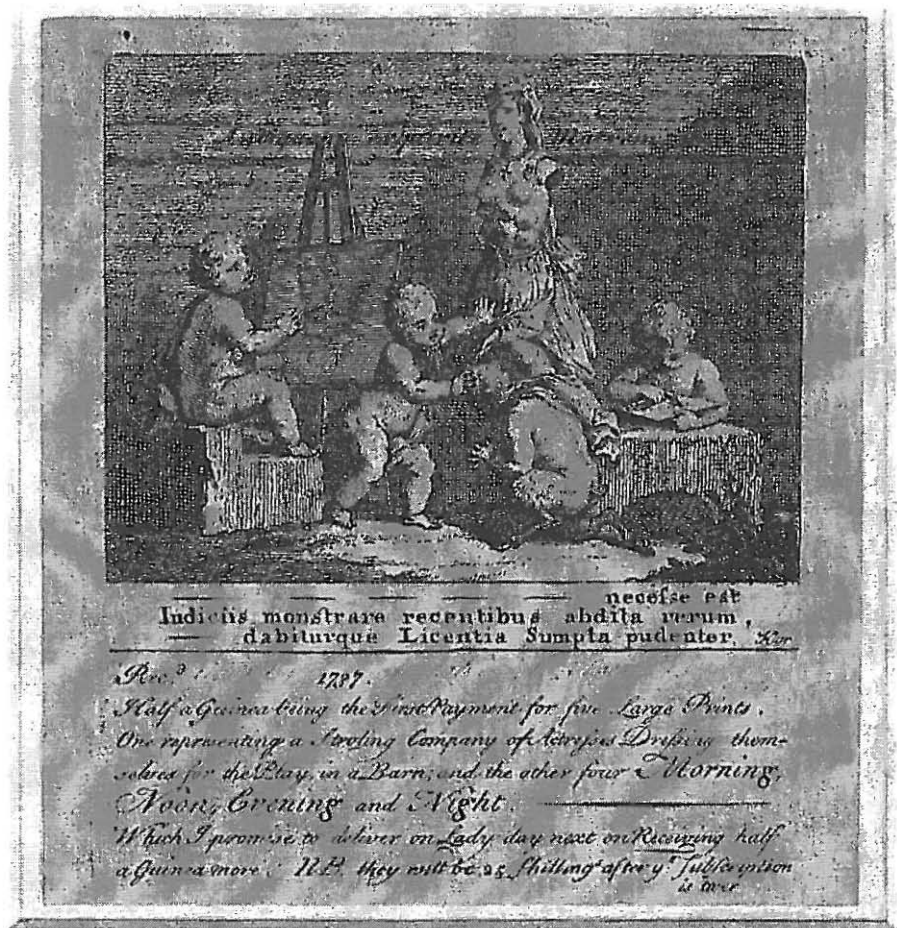 necesse est
Indiciis monstrare recentibus abdita rerum,
dabiturque Licentia Sumpta pudenter. Hor
Rec.d 1737.
Half a Guinea being the First Payment for five Large Prints.
One representing a Stroling Company of Actresses Dressing them-
selves for the Play, in a Barn; and the other four Morning,
Noon, Evening and Night.
Which I promise to deliver on Lady day next on Receiving half
a Guinea more. N.B. they will be 25 Shillings after ye Subscription
is over